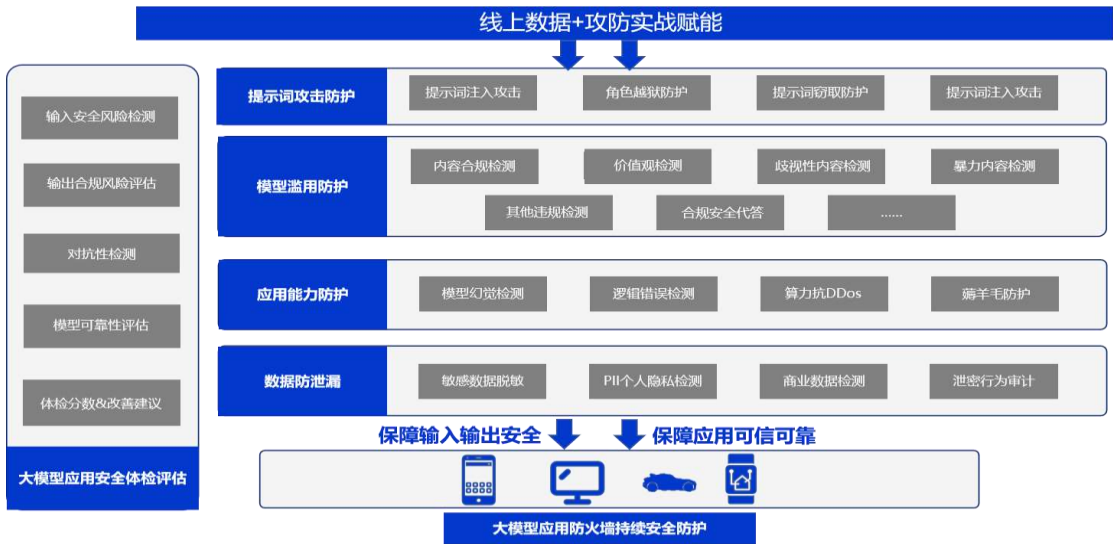 线上数据+攻防实战赋能
输入安全风险检测
输出合规风险评估
对抗性检测
模型可靠性评估
体检分数&改善建议
大模型应用安全体检评估
提示词攻击防护
提示词注入攻击
角色越狱防护
提示词窃取防护
提示词注入攻击
模型滥用防护
内容合规检测
价值观检测
歧视性内容检测
暴力内容检测
其他违规检测
合规安全代答
......
应用能力防护
模型幻觉检测
逻辑错误检测
算力抗DDos
薅羊毛防护
数据防泄漏
敏感数据脱敏
PII个人隐私检测
商业数据检测
泄密行为审计
保障输入输出安全
保障应用可信可靠
大模型应用防火墙持续安全防护